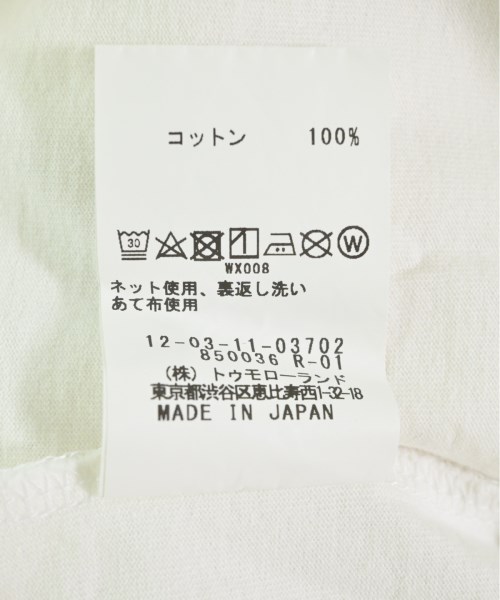 コットン 100%
30 W
WX008
ネット使用、裏返し洗い
あて布使用
12-03-11-03702
850036 R-01
(株) トゥモローランド
東京都渋谷区恵比寿西1-32-18
MADE IN JAPAN